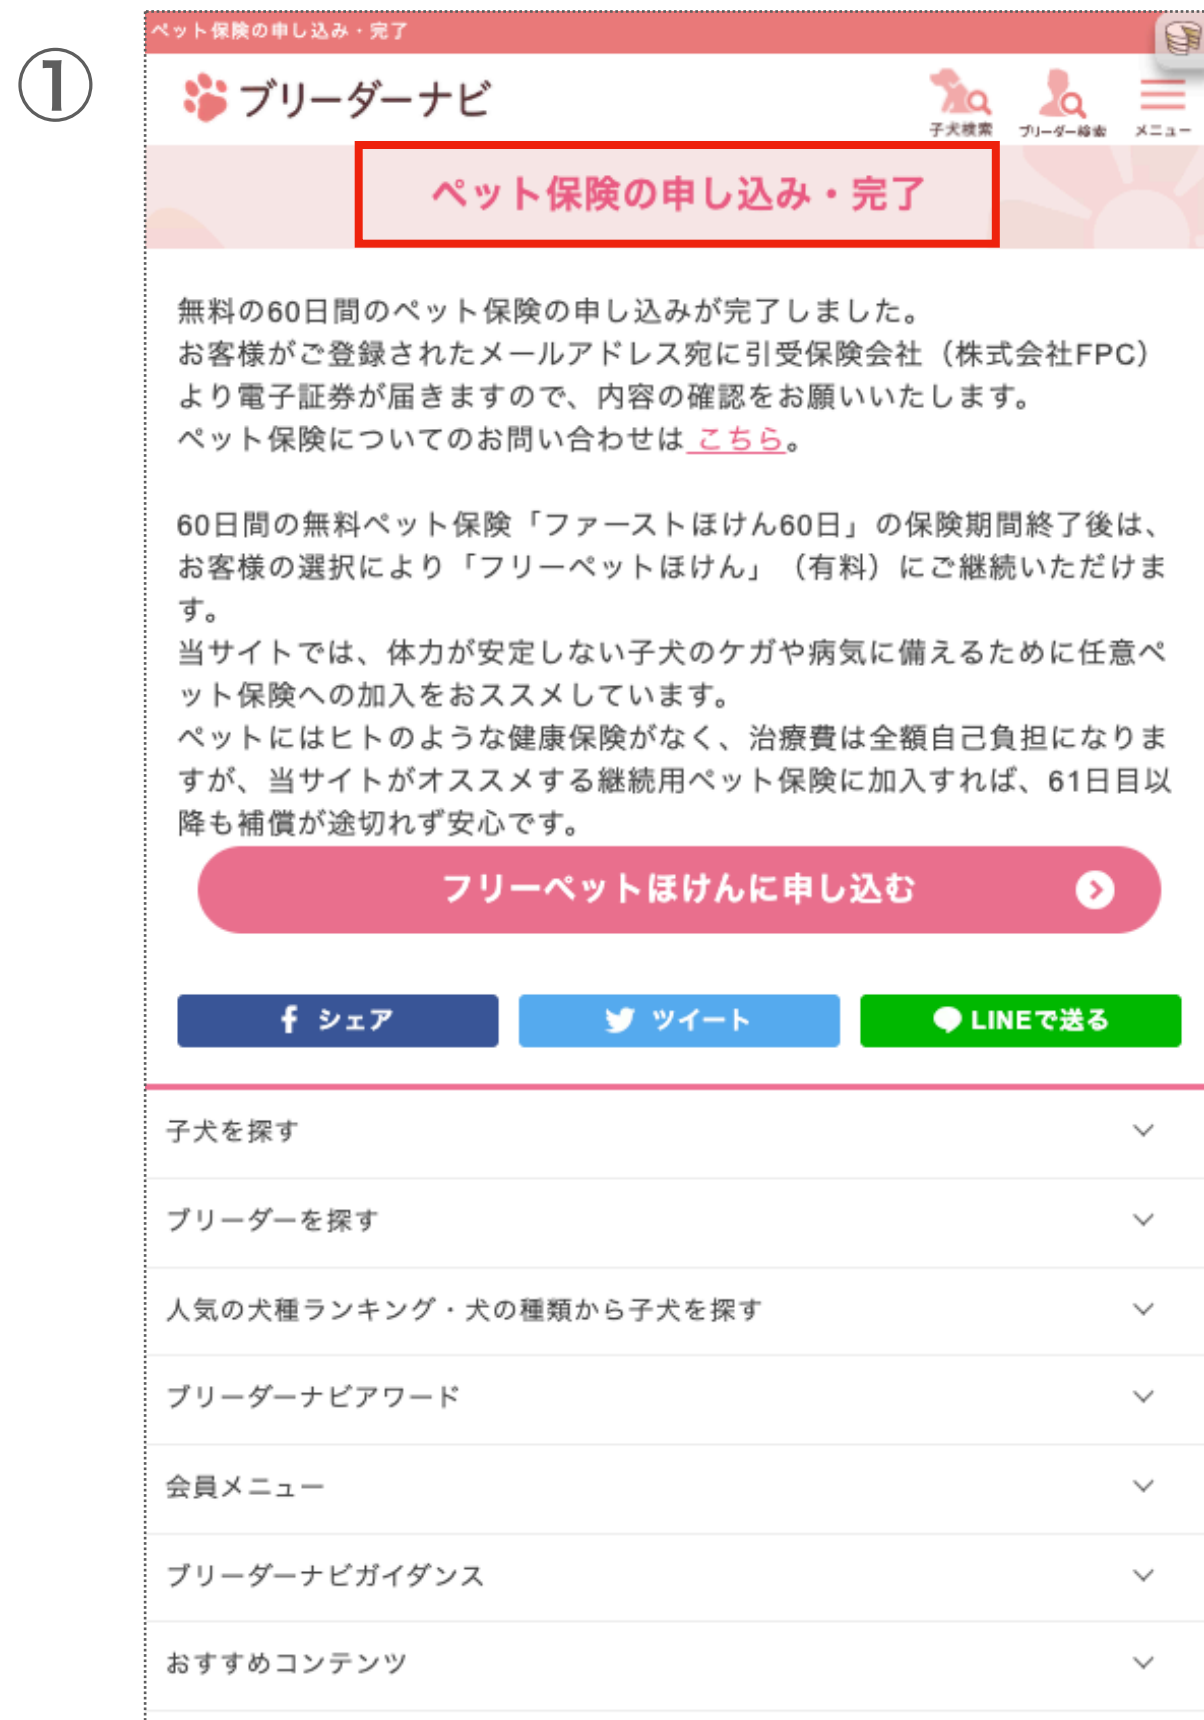 ①
ペット保険の申し込み・完了
ブリーダーナビ
子犬検索
ブリーダー検索
メニュー
ペット保険の申し込み・完了
無料の60日間のペット保険の申し込みが完了しました。
お客様がご登録されたメールアドレス宛に引受保険会社（株式会社FPC）
より電子証券が届きますので、内容の確認をお願いいたします。
ペット保険についてのお問い合わせは こちら。
60日間の無料ペット保険「ファーストほけん60日」の保険期間終了後は、
お客様の選択により「フリーペットほけん」（有料）にご継続いただけま
す。
当サイトでは、体力が安定しない子犬のケガや病気に備えるために任意ペ
ット保険への加入をおススメしています。
ペットにはヒトのような健康保険がなく、治療費は全額自己負担になりま
すが、当サイトがオススメする継続用ペット保険に加入すれば、61日目以
降も補償が途切れず安心です。
フリーペットほけんに申し込む
シェア
ツイート
LINEで送る
子犬を探す
ブリーダーを探す
人気の犬種ランキング・犬の種類から子犬を探す
ブリーダーナビアワード
会員メニュー
ブリーダーナビガイダンス
おすすめコンテンツ